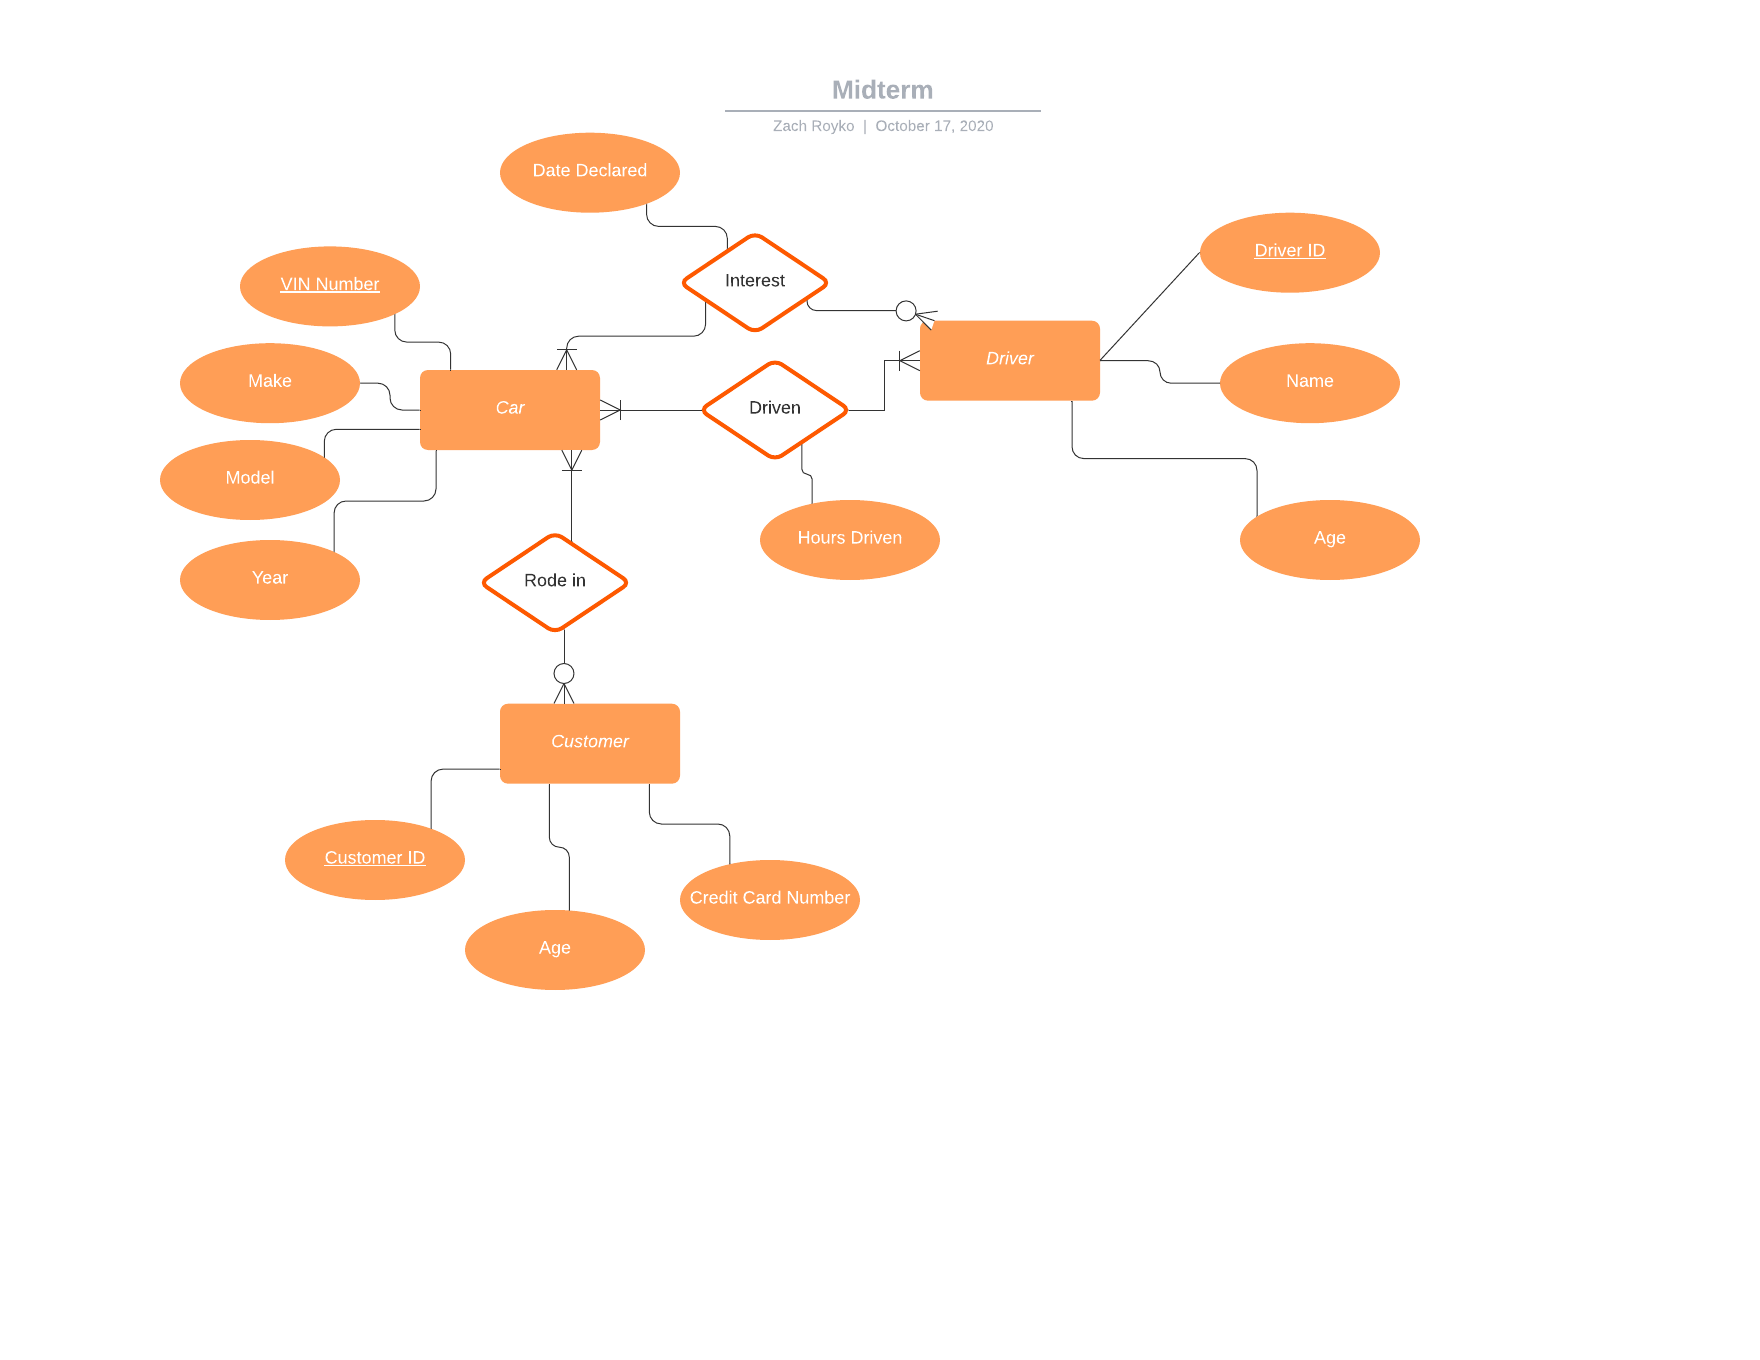 Midterm
Zach Royko | October 17, 2020
Date Declared
Driver ID
Interest
VIN Number
Driver
Make
Name
Car
Driven
Model
Hours Driven
Age
Year
Rode in
Customer
Customer ID
Credit Card Number
Age